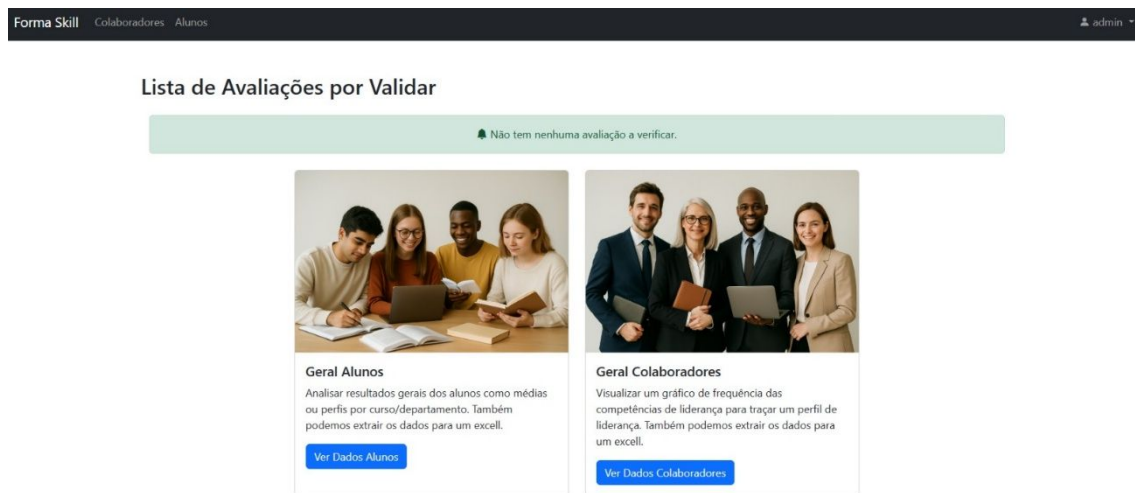 Forma Skill Colaboradores Alunos admin
Lista de Avaliações por Validar
Não tem nenhuma avaliação a verificar.
Geral Alunos
Analisar resultados gerais dos alunos como médias
ou perfis por curso/departamento. Também
podemos extrair os dados para um excell.
Ver Dados Alunos
Geral Colaboradores
Visualizar um gráfico de frequência das
competências de liderança para traçar um perfil de
liderança. Também podemos extrair os dados para
um excell.
Ver Dados Colaboradores